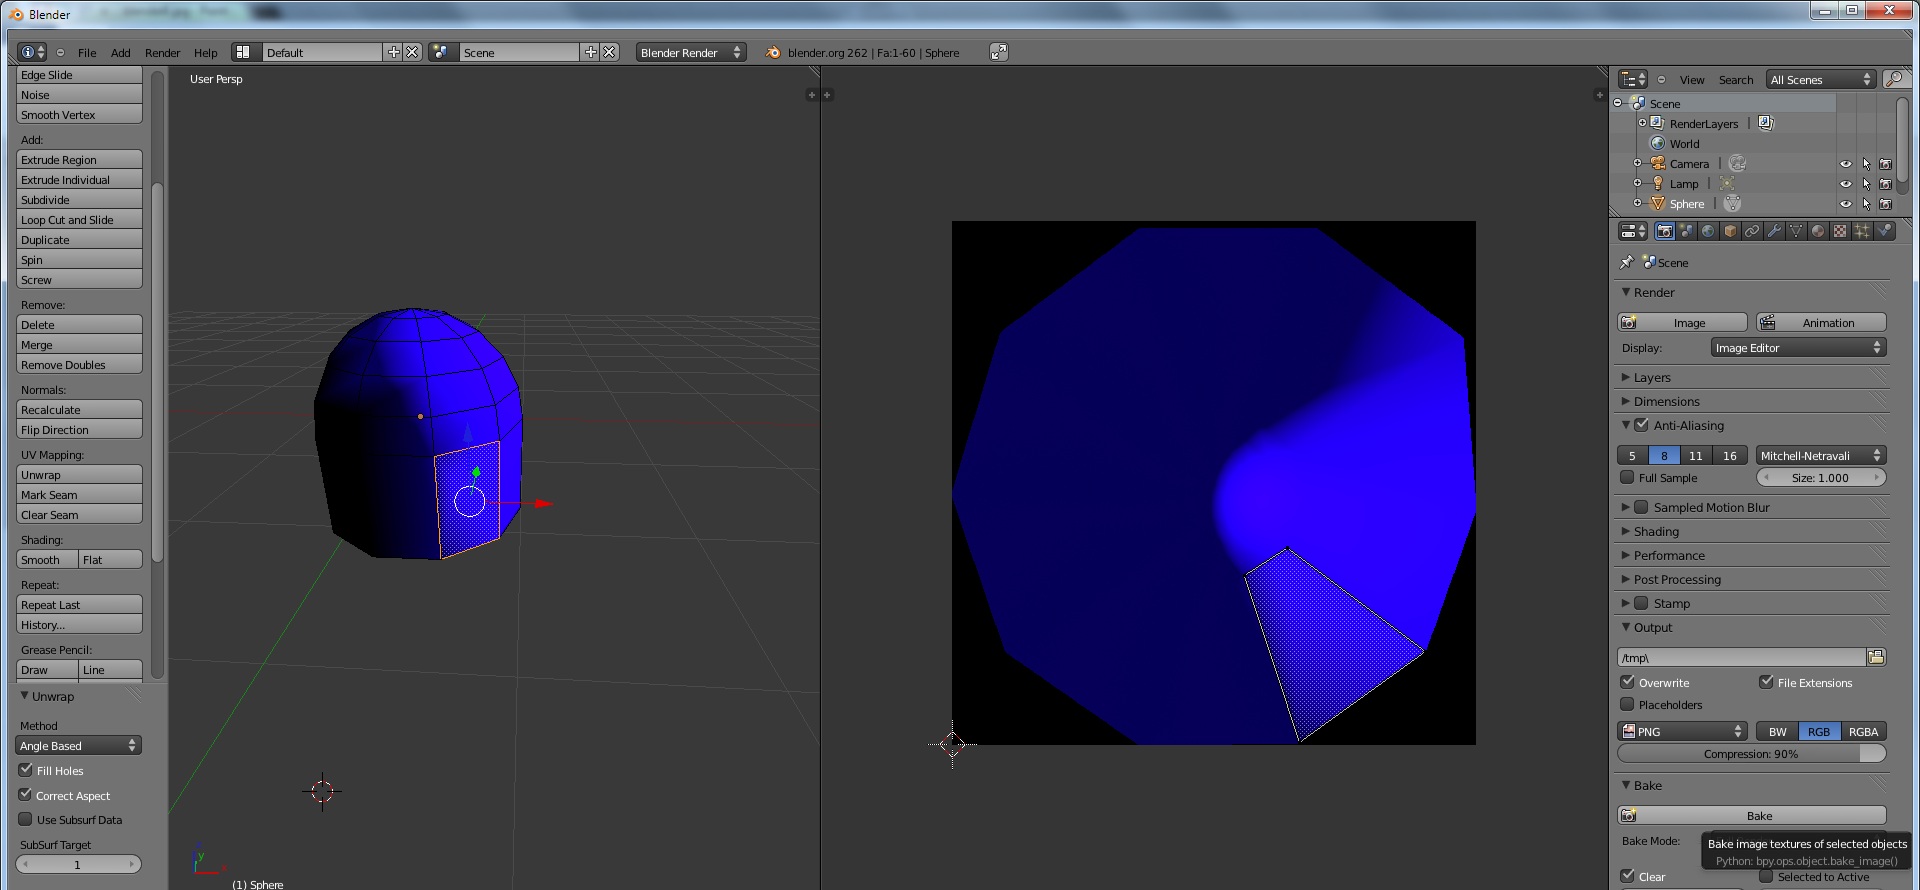 Blender
File Add Render Help Default Scene Blender Render blender.org 262 | Fa:1-60 | Sphere
Edge Slide
Noise
Smooth Vertex
Add:
Extrude Region
Extrude Individual
Subdivide
Loop Cut and Slide
Duplicate
Spin
Screw
Remove:
Delete
Merge
Remove Doubles
Normals:
Recalculate
Flip Direction
UV Mapping:
Unwrap
Mark Seam
Clear Seam
Shading:
Smooth Flat
Repeat:
Repeat Last
History...
Grease Pencil:
Draw Line
Unwrap
Method
Angle Based
Fill Holes
Correct Aspect
Use Subsurf Data
SubSurf Target
1
User Persp
y
(1) Sphere
View Search All Scenes
Scene
RenderLayers |
World
Camera |
Lamp |
Sphere |
Scene
Render
Image Animation
Display: Image Editor
Layers
Dimensions
Anti-Aliasing
5 8 11 16 Mitchell-Netravali
Full Sample Size: 1.000
Sampled Motion Blur
Shading
Performance
Post Processing
Stamp
Output
/tmp\
Overwrite File Extensions
Placeholders
PNG BW RGB RGBA
Compression: 90%
Bake
Bake
Bake Mode:
Bake image textures of selected objects
Python: bpy.ops.object.bake_image()
Clear Selected to Active